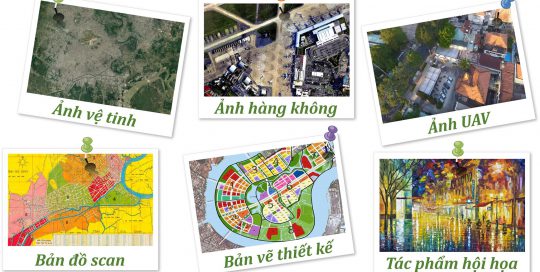 Ảnh vệ tinh
Ảnh hàng không
Ảnh UAV
Bản đồ scan
Bản vẽ thiết kế
Tác phẩm hội họa